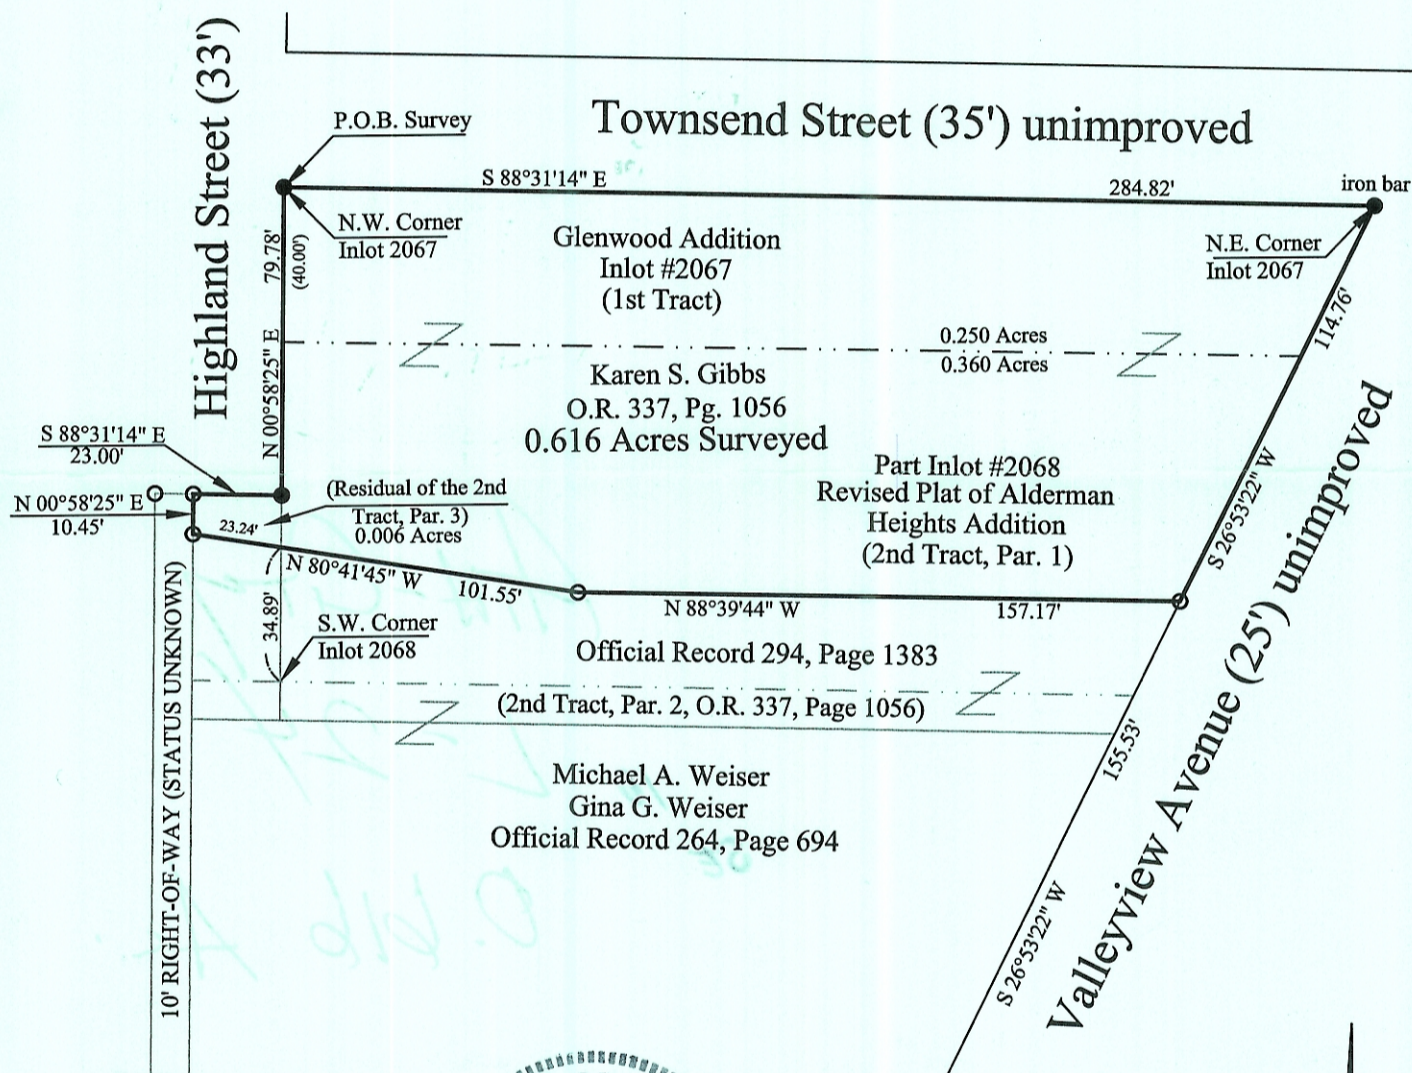 Highland Street (33')
P.O.B. Survey
Townsend Street (35') unimproved
S 88°31'14" E
284.82'
iron bar
N.W. Corner
Inlot 2067
79.78'
(40.00')
N 00°58'25" E
Glenwood Addition
Inlot #2067
(1st Tract)
N.E. Corner
Inlot 2067
114.76'
0.250 Acres
0.360 Acres
Karen S. Gibbs
O.R. 337, Pg. 1056
0.616 Acres Surveyed
S 88°31'14" E
23.00'
N 00°58'25" E
10.45'
(Residual of the 2nd
Tract, Par. 3)
0.006 Acres
23.24'
Part Inlot #2068
Revised Plat of Alderman
Heights Addition
(2nd Tract, Par. 1)
S 26°53'22" W
Valleyview Avenue (25') unimproved
N 80°41'45" W
101.55'
N 88°39'44" W
157.17'
34.89'
S.W. Corner
Inlot 2068
Official Record 294, Page 1383
(2nd Tract, Par. 2, O.R. 337, Page 1056)
155.53'
10' RIGHT-OF-WAY (STATUS UNKNOWN)
Michael A. Weiser
Gina G. Weiser
Official Record 264, Page 694
S 26°53'22" W